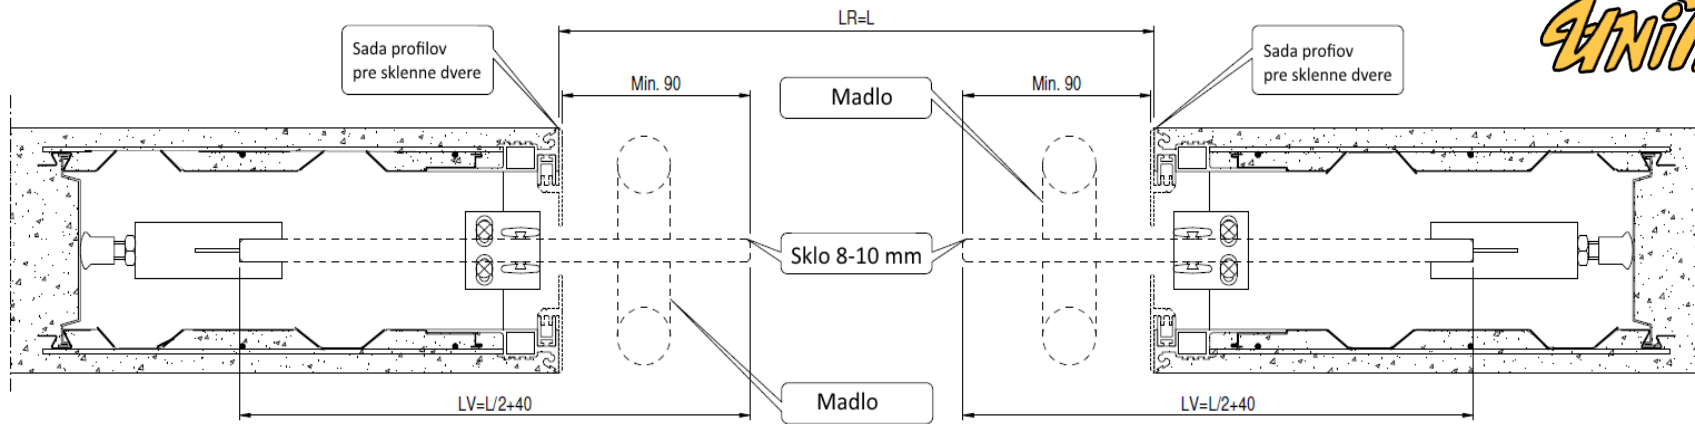 LR=L
Sada profilov
pre sklenne dvere
Min. 90
Madlo
Min. 90
Sada profiov
pre sklenne dvere
Sklo 8-10 mm
Madlo
LV=L/2+40
LV=L/2+40